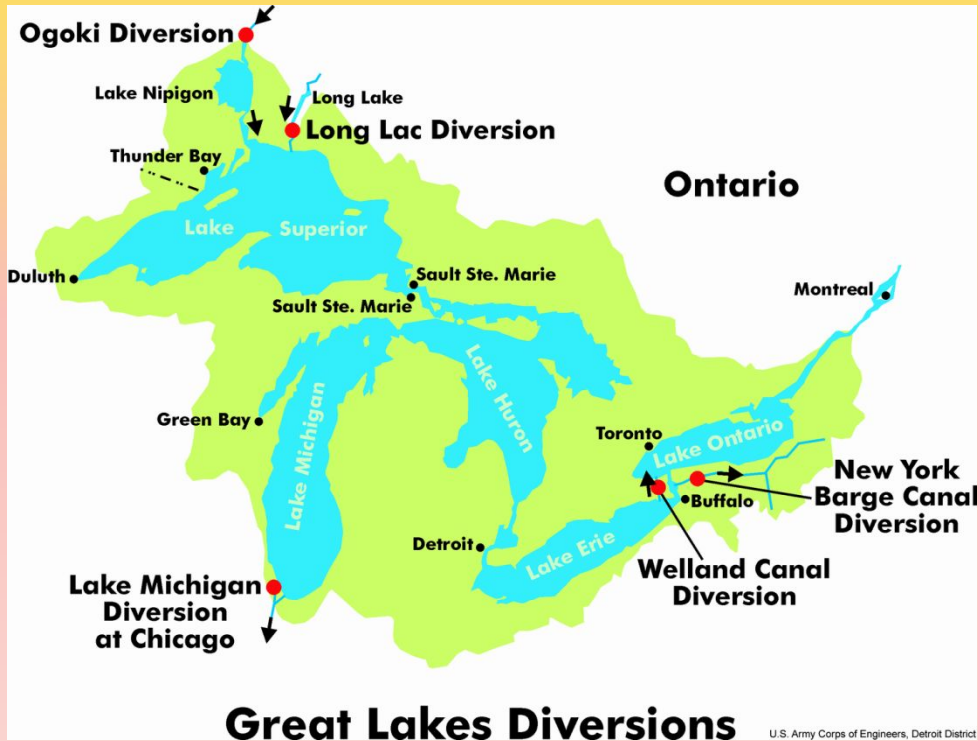 Ogoki Diversion
Lake Nipigon
Long Lake
Long Lac Diversion
Thunder Bay
Ontario
Lake Superior
Duluth
Sault Ste. Marie
Sault Ste. Marie
Montreal
Lake Huron
Green Bay
Lake Michigan
Toronto
Lake Ontario
New York
Barge Canal
Diversion
Buffalo
Detroit
Lake Erie
Welland Canal
Diversion
Lake Michigan
Diversion
at Chicago
Great Lakes Diversions
U.S. Army Corps of Engineers, Detroit District